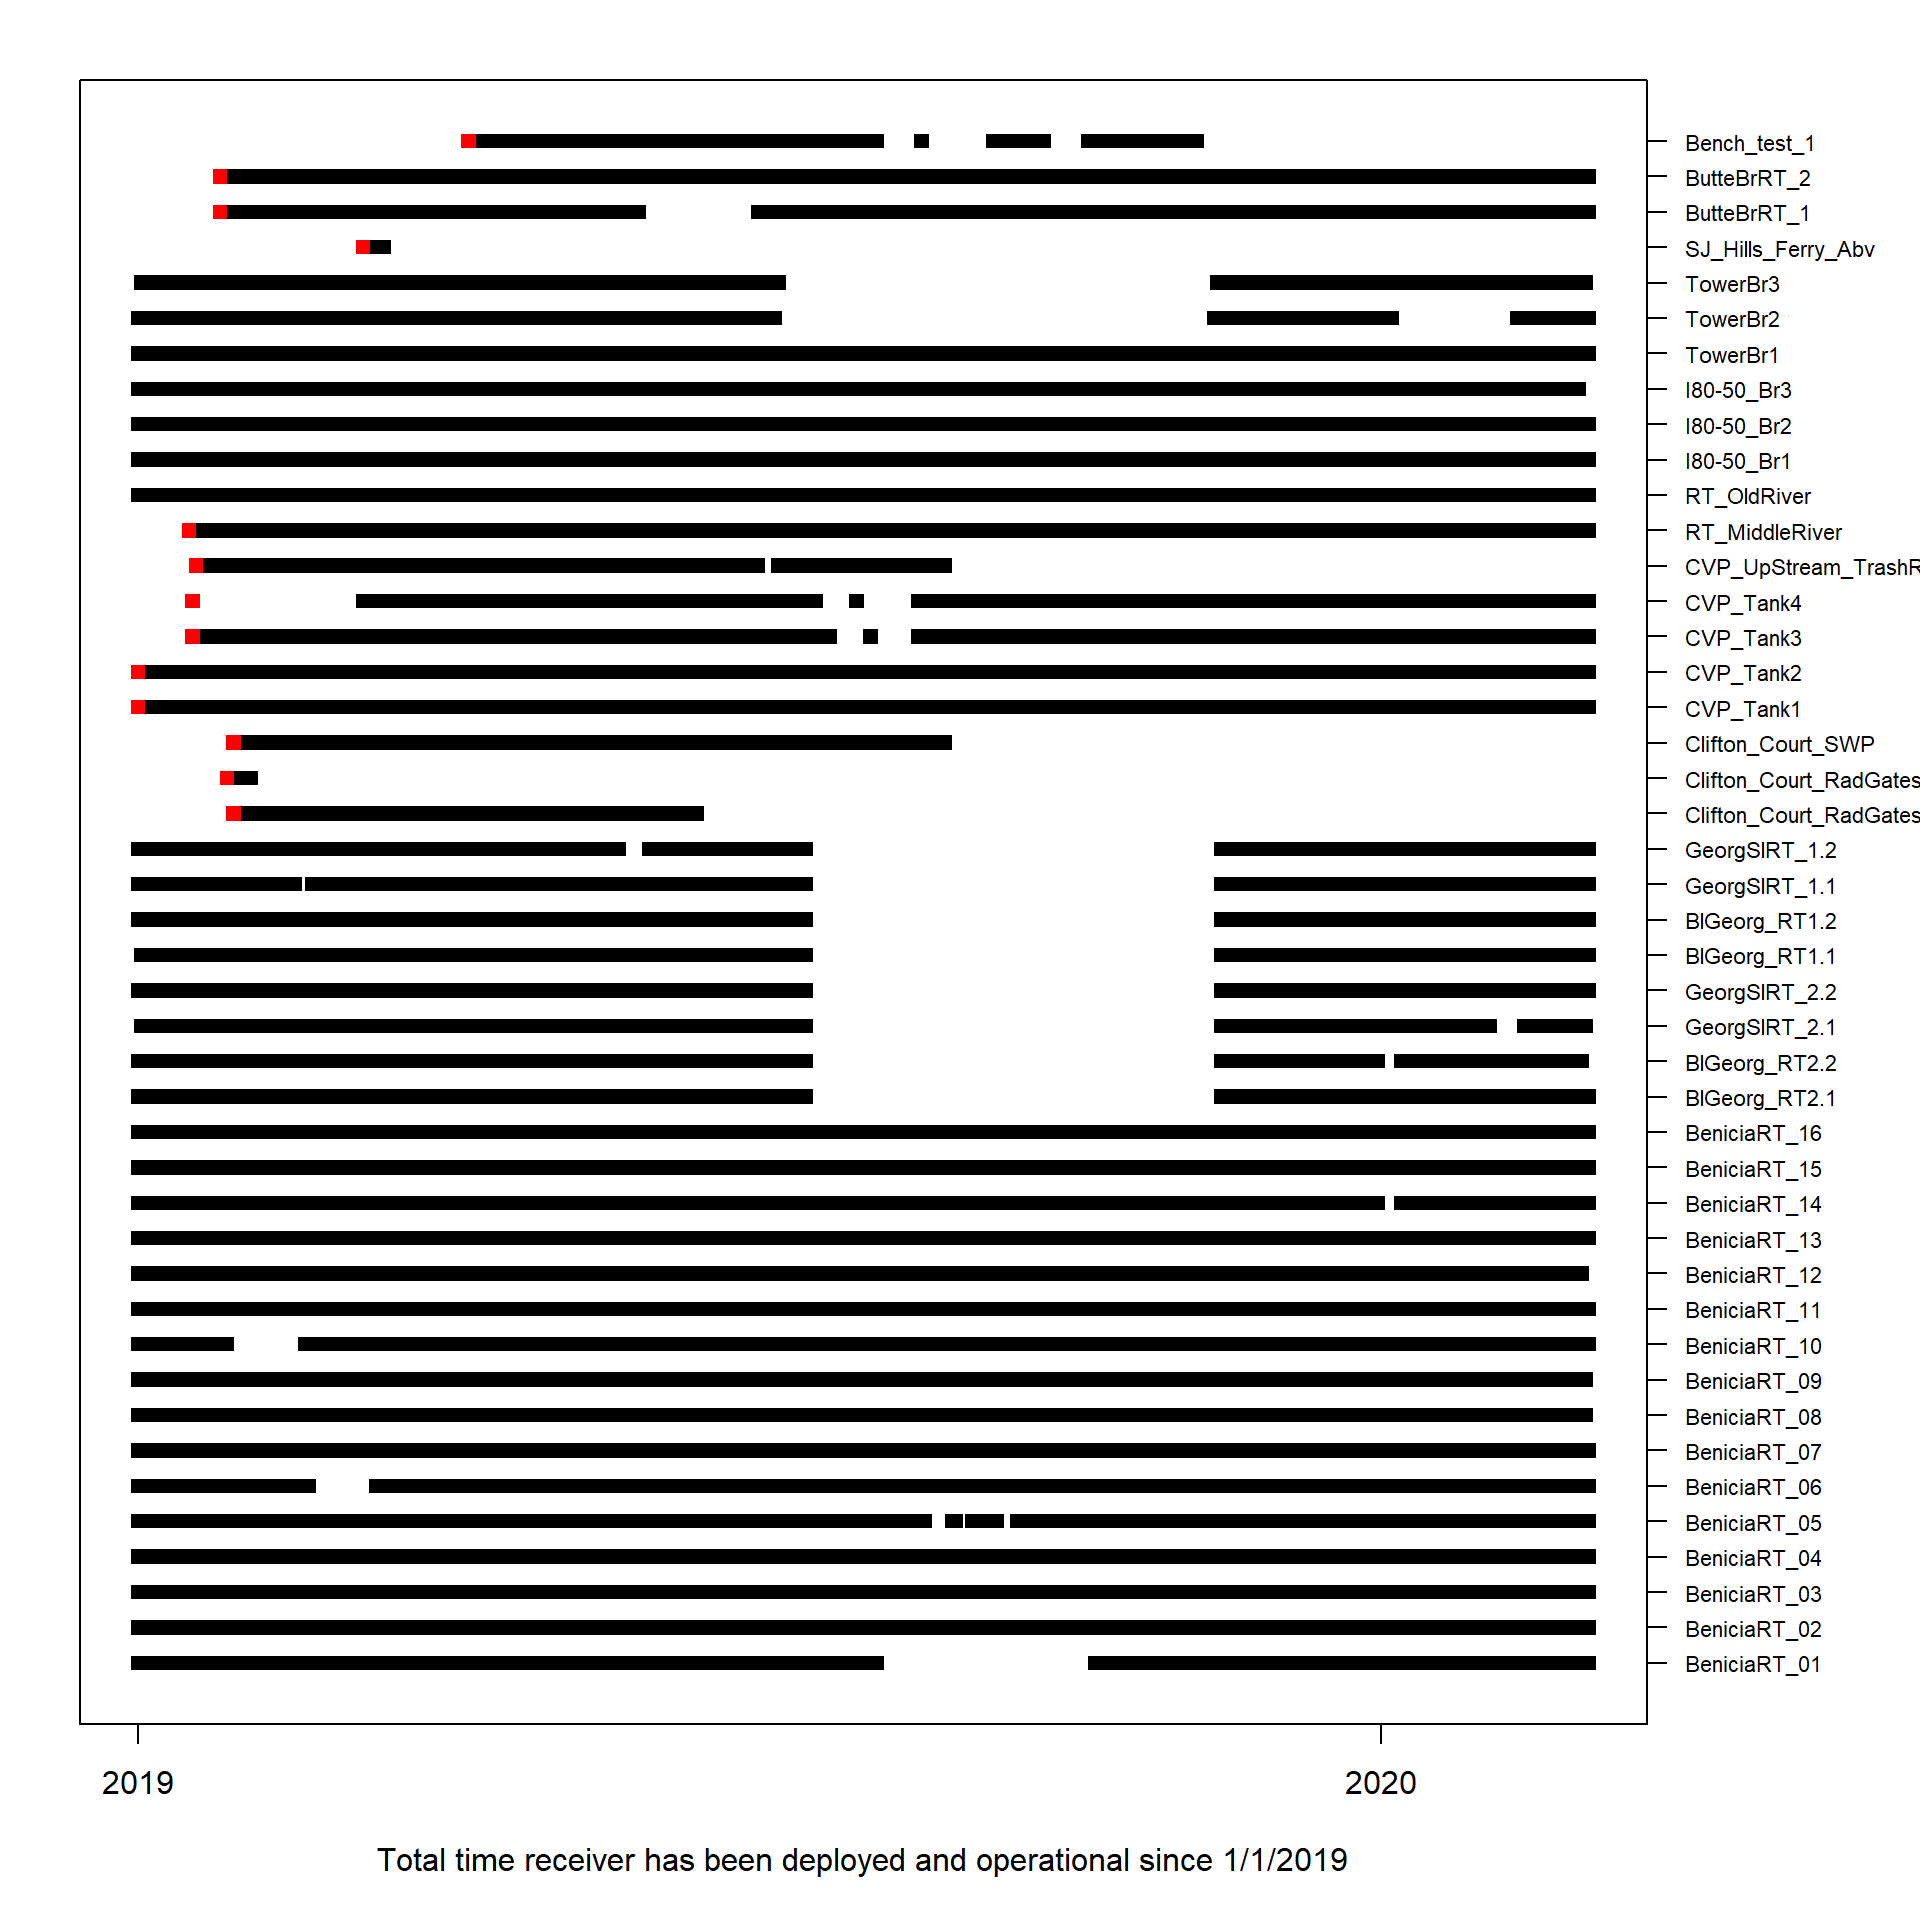 Bench_test_1
ButteBrRT_2
ButteBrRT_1
SJ_Hills_Ferry_Abv
TowerBr3
TowerBr2
TowerBr1
I80-50_Br3
I80-50_Br2
I80-50_Br1
RT_OldRiver
RT_MiddleRiver
CVP_UpStream_TrashR
CVP_Tank4
CVP_Tank3
CVP_Tank2
CVP_Tank1
Clifton_Court_SWP
Clifton_Court_RadGates
Clifton_Court_RadGates
GeorgSlRT_1.2
GeorgSlRT_1.1
BlGeorg_RT1.2
BlGeorg_RT1.1
GeorgSlRT_2.2
GeorgSlRT_2.1
BlGeorg_RT2.2
BlGeorg_RT2.1
BeniciaRT_16
BeniciaRT_15
BeniciaRT_14
BeniciaRT_13
BeniciaRT_12
BeniciaRT_11
BeniciaRT_10
BeniciaRT_09
BeniciaRT_08
BeniciaRT_07
BeniciaRT_06
BeniciaRT_05
BeniciaRT_04
BeniciaRT_03
BeniciaRT_02
BeniciaRT_01
2019 2020
Total time receiver has been deployed and operational since 1/1/2019